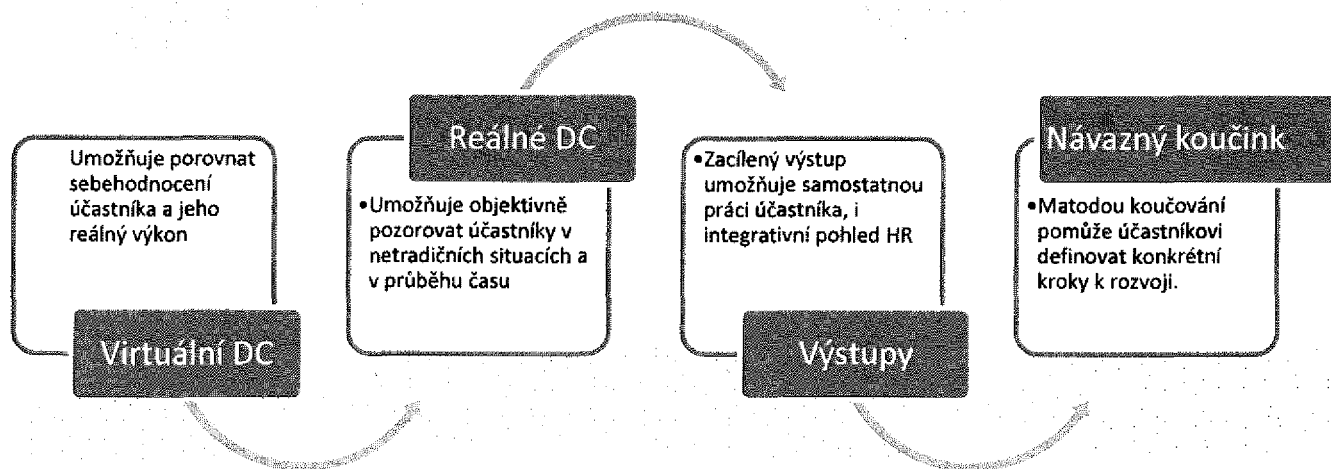 Umožňuje porovnat
sebehodnocení
účastníka a jeho
reálný výkon
Virtuální DC
Reálné DC
•Umožňuje objektivně
pozorovat účastníky v
netradičních situacích a
v průběhu času
•Zacílený výstup
umožňuje samostatnou
práci účastníka, i
integrativní pohled HR
Výstupy
Návazný koučink
•Matodou koučování
pomůže účastníkovi
definovat konkrétní
kroky k rozvoji.